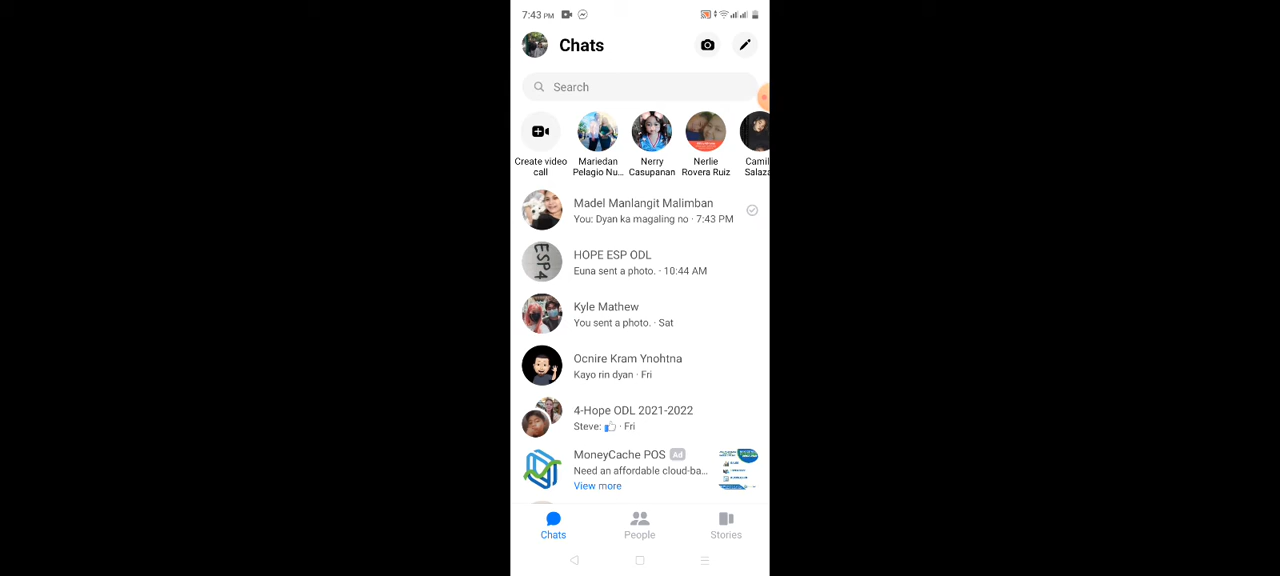 7:43 PM
Chats
Search
Create video call
Mariedan Pelagio Nu...
Nerry Casupanan
Nerlie Rovera Ruiz
Camil Salaza
Madel Manlangit Malimban
You: Dyan ka magaling no · 7:43 PM
HOPE ESP ODL
Euna sent a photo. · 10:44 AM
ESP4
Kyle Mathew
You sent a photo. · Sat
Ocnire Kram Ynohtna
Kayo rin dyan · Fri
4-Hope ODL 2021-2022
Steve: 👍 · Fri
MoneyCache POS Ad
Need an affordable cloud-ba...
View more
Chats
People
Stories